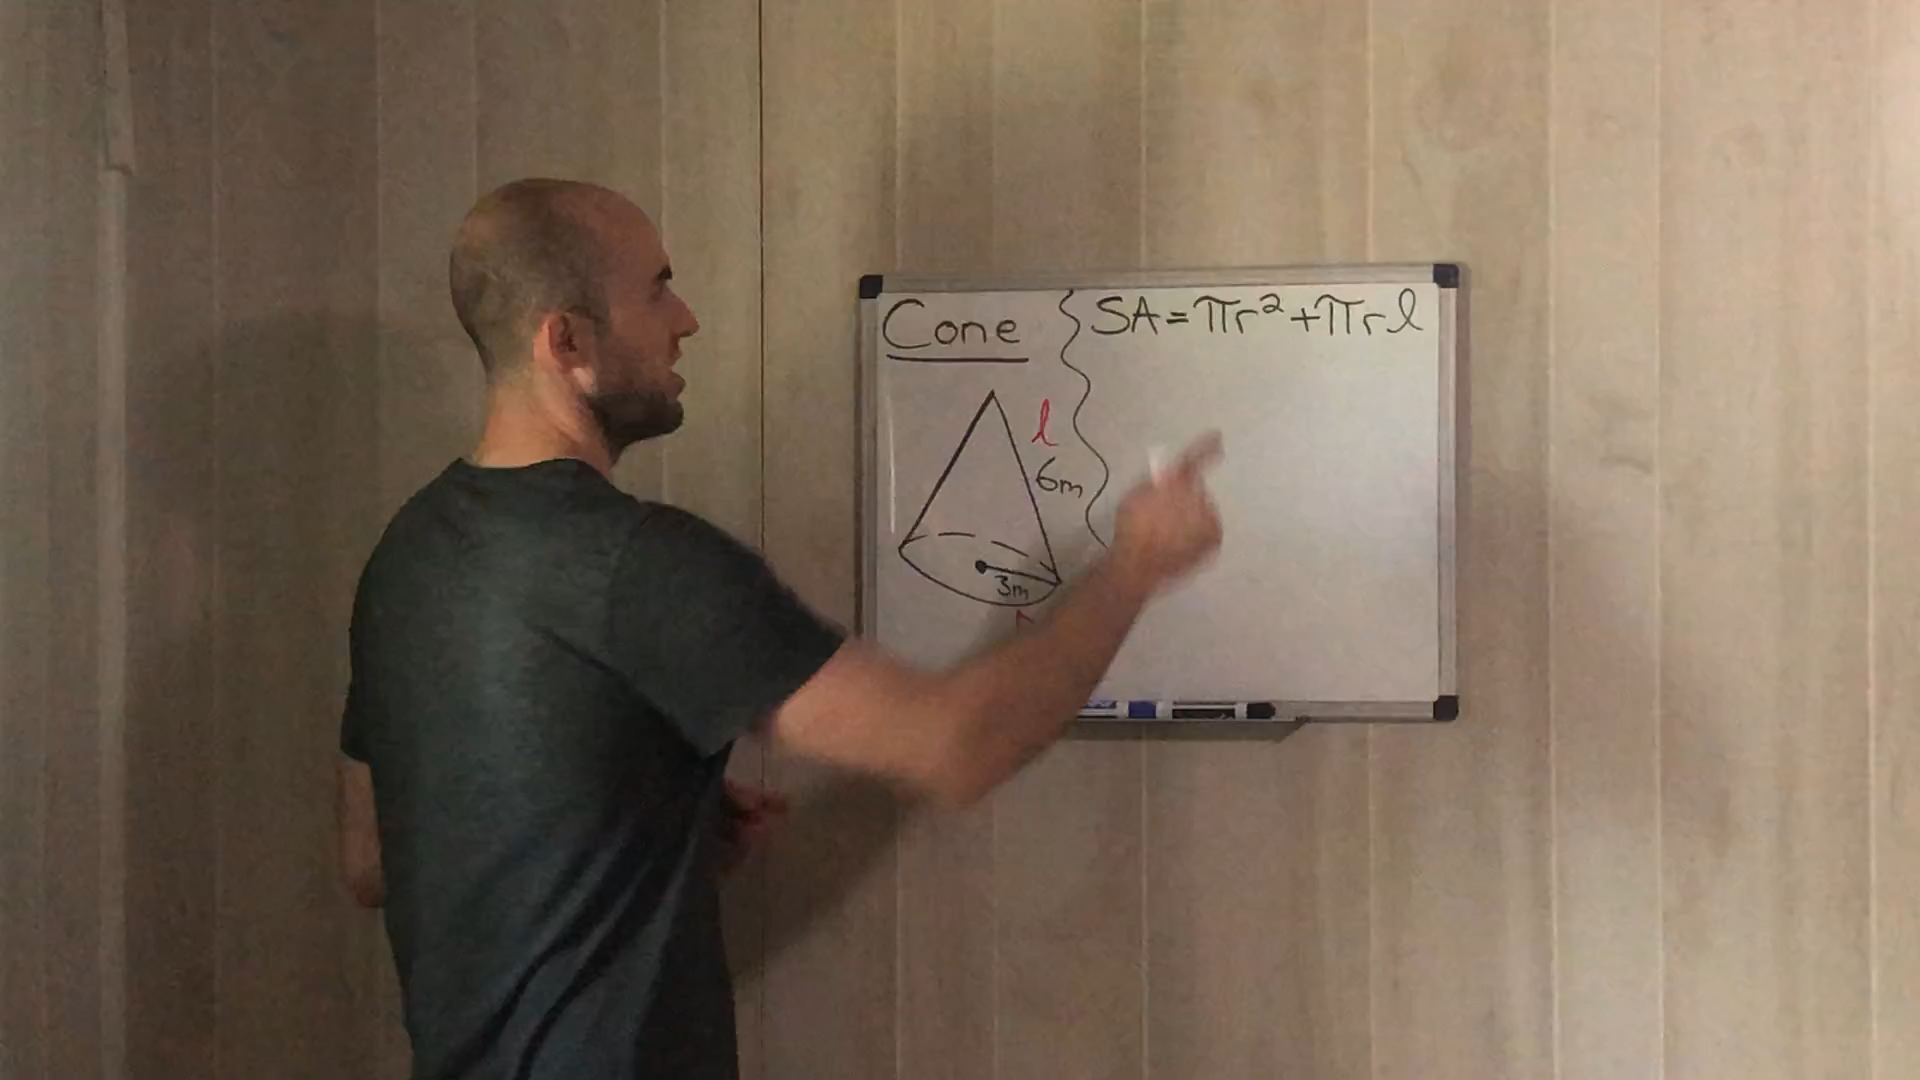 Cone
SA=πr²+πrl
l
6m
3m
r